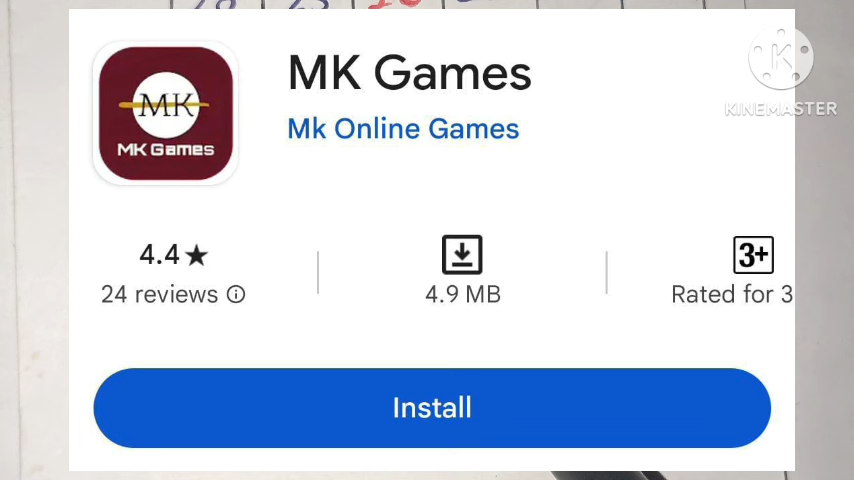 MK Games
Mk Online Games
MK
MK Games
K
KINEMASTER
4.4★
24 reviews
4.9 MB
3+
Rated for 3
Install